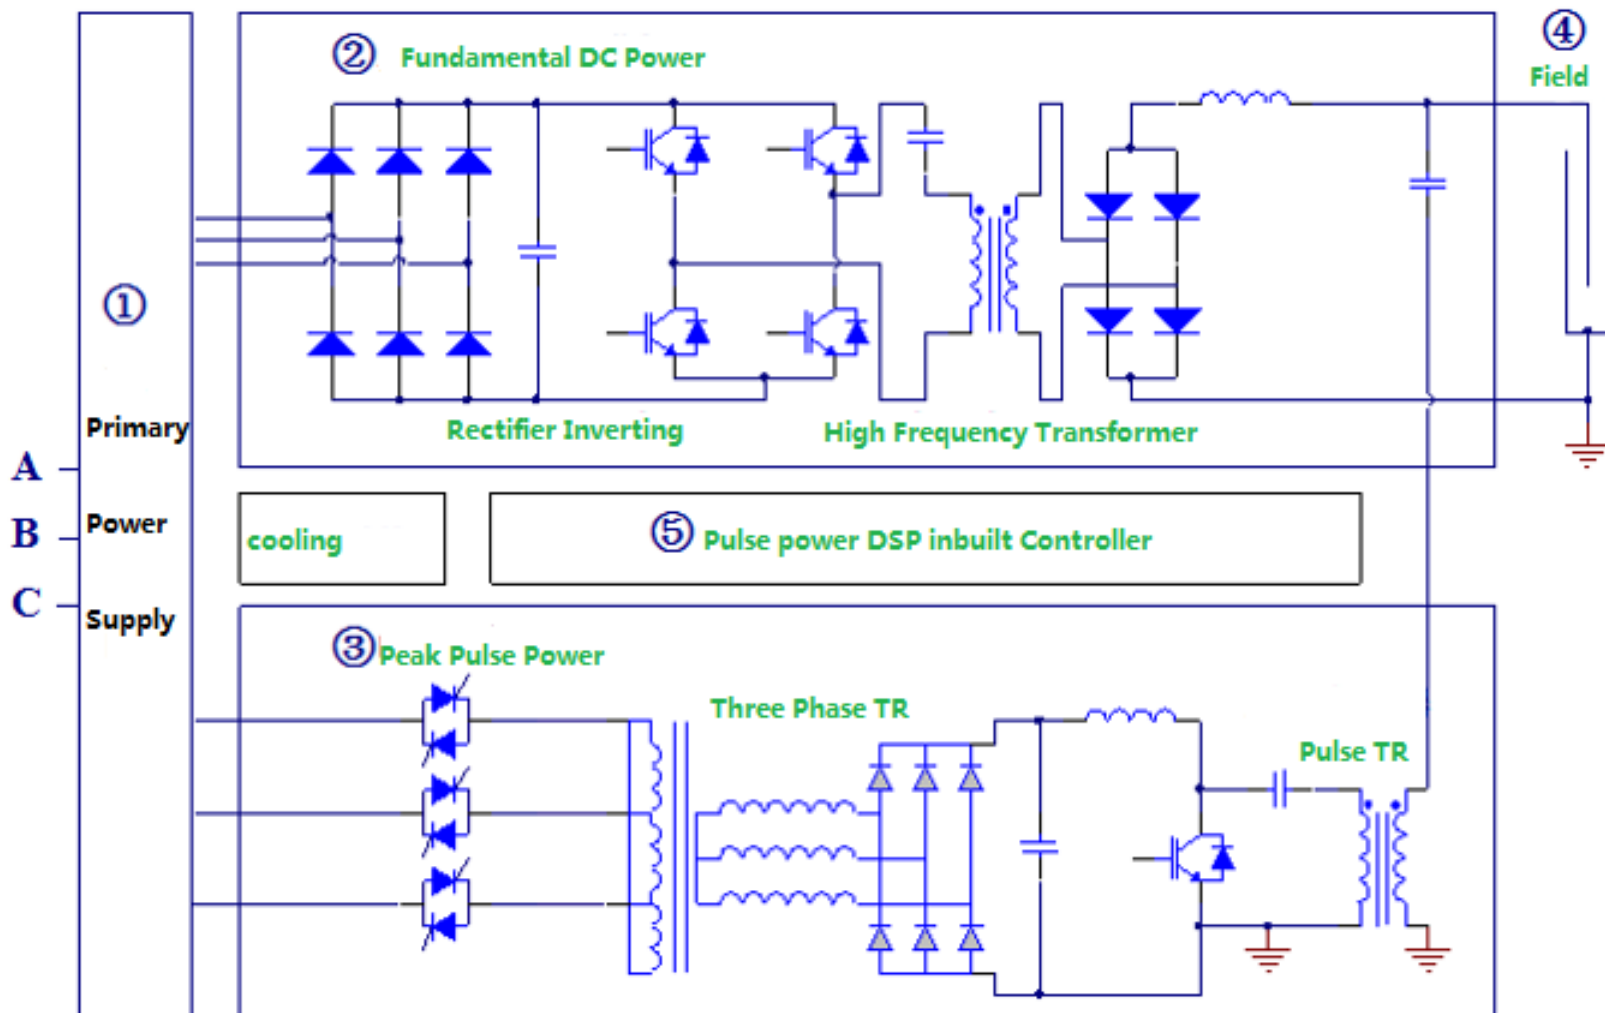 ② Fundamental DC Power
④
Field
①
Rectifier Inverting
High Frequency Transformer
Primary
A
Power
B
cooling
⑤ Pulse power DSP inbuilt Controller
C
Supply
③ Peak Pulse Power
Three Phase TR
Pulse TR